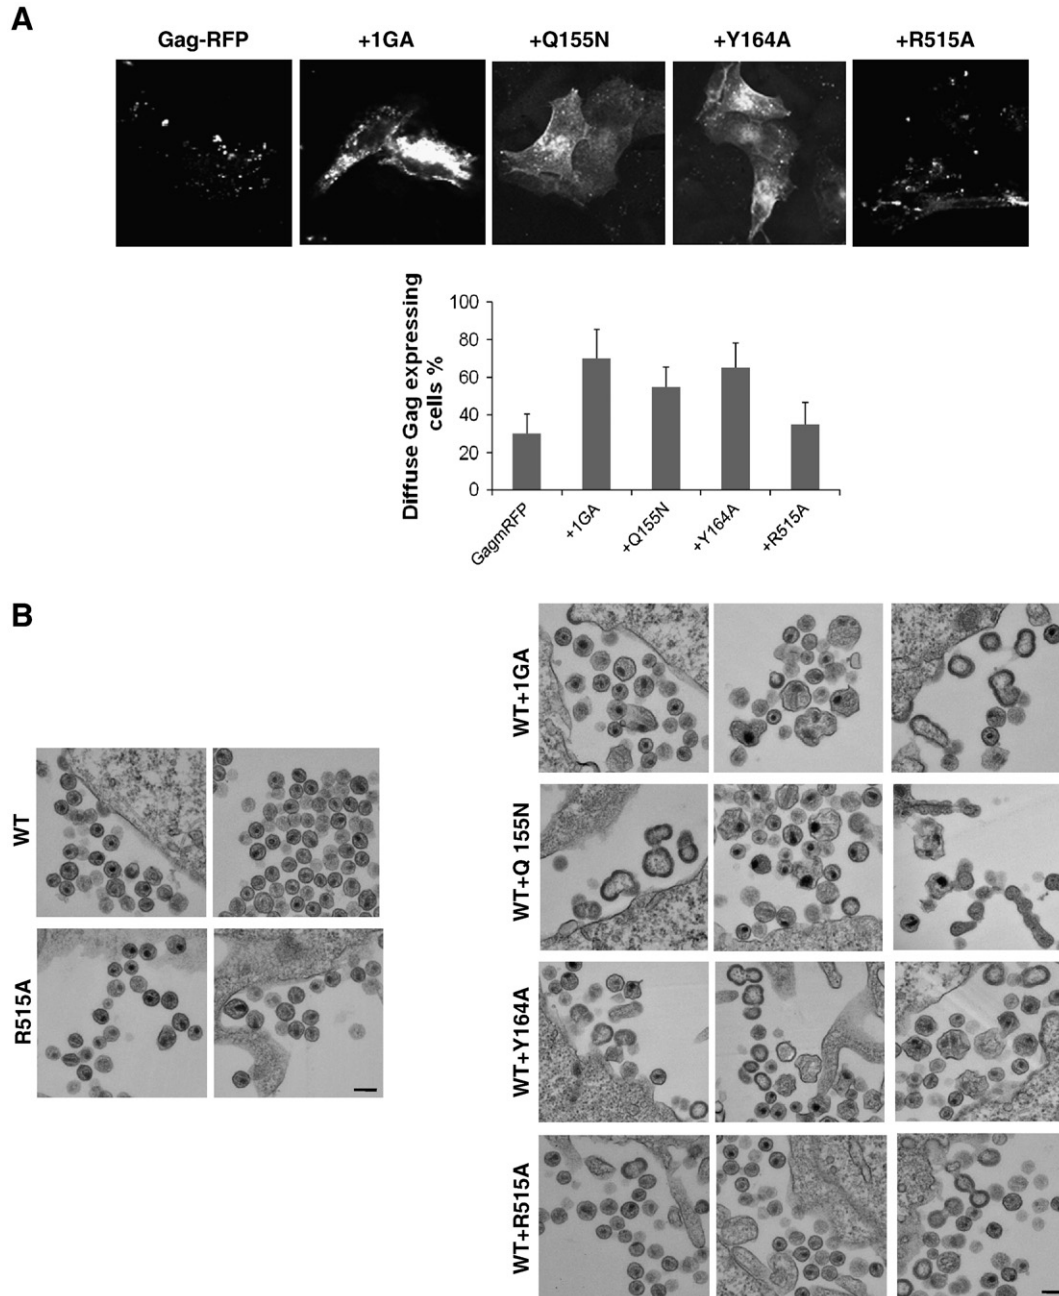 A
Gag-RFP +1GA +Q155N +Y164A +R515A
Diffuse Gag expressing
cells %
100
80
60
40
20
0
GagmRFP +1GA +Q155N +Y164A +R515A
B
WT
R515A
WT+1GA
WT+Q 155N
WT+Y164A
WT+R515A